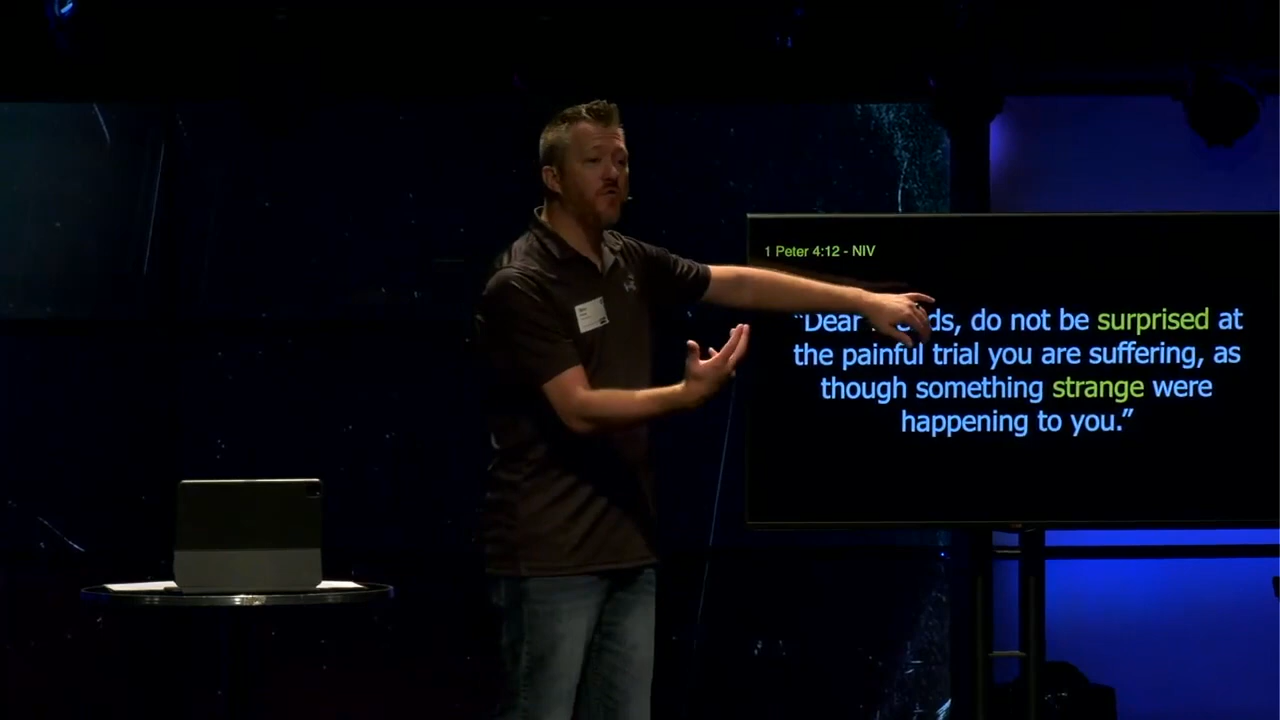 1 Peter 4:12 - NIV
“Dear ds, do not be surprised at
the painful trial you are suffering, as
though something strange were
happening to you.”